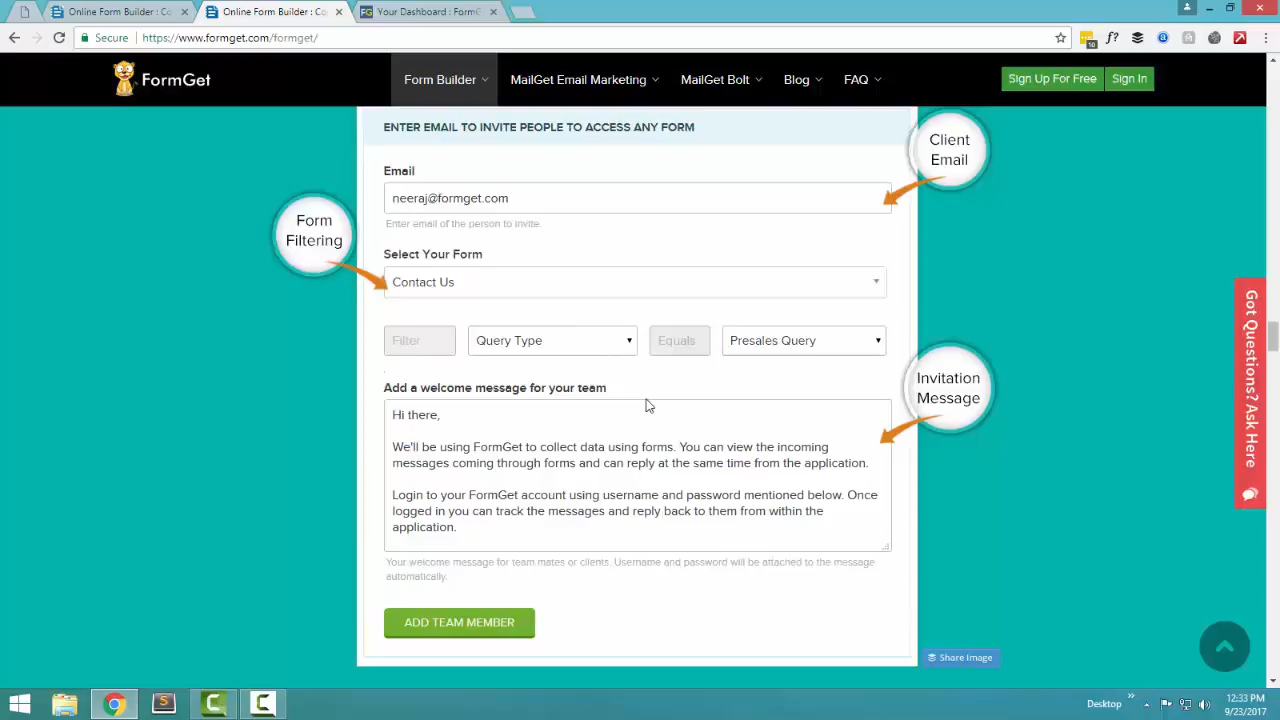 Online Form Builder : Co
Online Form Builder : Co
Your Dashboard : FormG
Secure
https://www.formget.com/formget/
f?
10
FormGet
Form Builder
MailGet Email Marketing
MailGet Bolt
Blog
FAQ
Sign Up For Free
Sign In
ENTER EMAIL TO INVITE PEOPLE TO ACCESS ANY FORM
Client
Email
Email
neeraj@formget.com
Enter email of the person to invite.
Form
Filtering
Select Your Form
Contact Us
Filter
Query Type
Equals
Presales Query
Add a welcome message for your team
Invitation
Message
Hi there,
We'll be using FormGet to collect data using forms. You can view the incoming
messages coming through forms and can reply at the same time from the application.
Login to your FormGet account using username and password mentioned below. Once
logged in you can track the messages and reply back to them from within the
application.
Your welcome message for team mates or clients. Username and password will be attached to the message
automatically.
ADD TEAM MEMBER
Share Image
Got Questions? Ask Here
Desktop
12:33 PM
9/23/2017